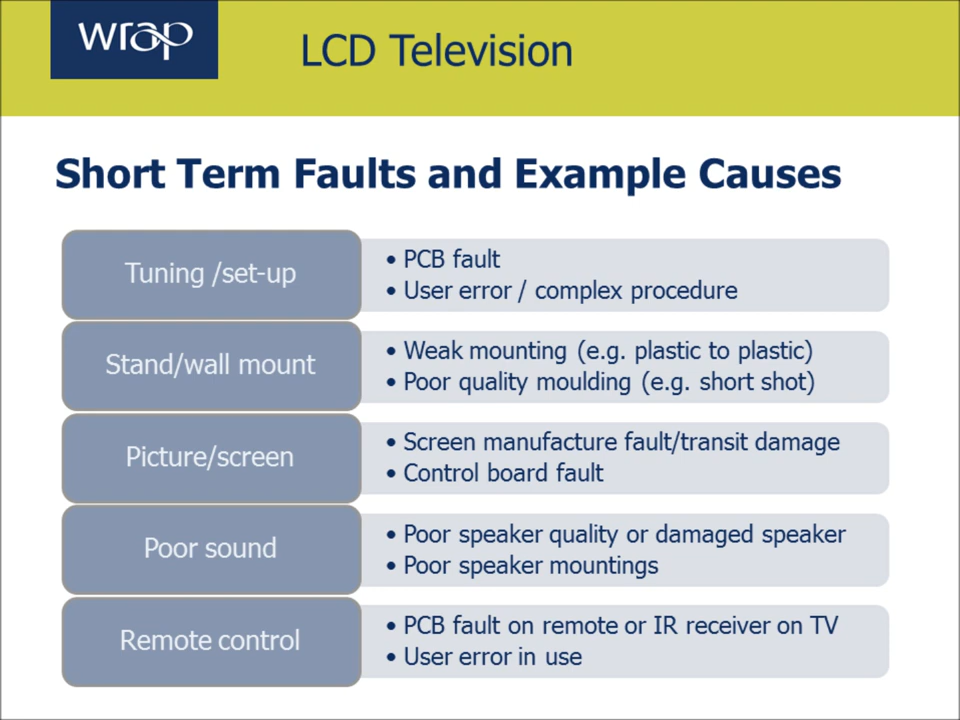 wrap
LCD Television
Short Term Faults and Example Causes
Tuning /set-up
• PCB fault
• User error / complex procedure
Stand/wall mount
• Weak mounting (e.g. plastic to plastic)
• Poor quality moulding (e.g. short shot)
Picture/screen
• Screen manufacture fault/transit damage
• Control board fault
Poor sound
• Poor speaker quality or damaged speaker
• Poor speaker mountings
Remote control
• PCB fault on remote or IR receiver on TV
• User error in use